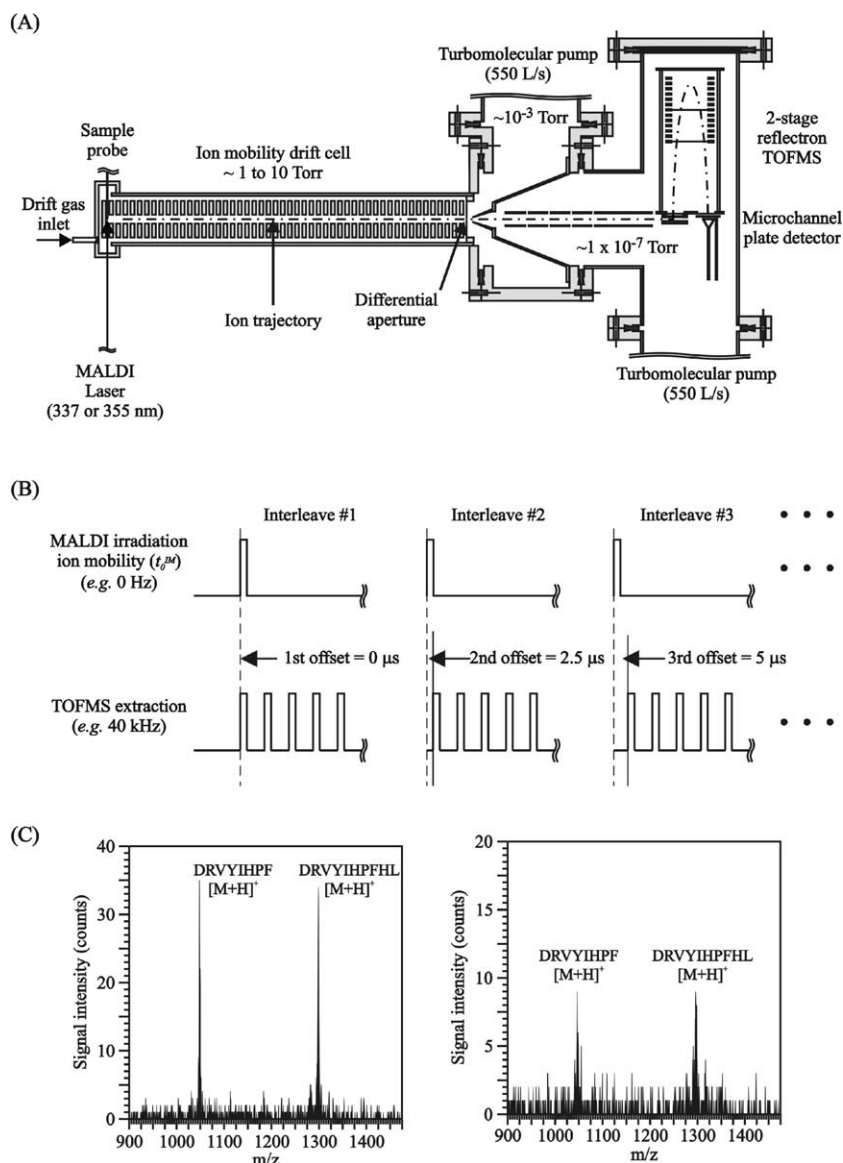 (A)
Turbomolecular pump
(550 L/s)
~10⁻³ Torr
Sample
probe
Ion mobility drift cell
~ 1 to 10 Torr
2-stage
reflectron
TOFMS
Drift gas
inlet
Microchannel
plate detector
~1 x 10⁻⁷ Torr
Ion trajectory
Differential
aperture
MALDI
Laser
(337 or 355 nm)
Turbomolecular pump
(550 L/s)
(B)
Interleave #1
Interleave #2
Interleave #3
MALDI irradiation
ion mobility (t₀ᴵᴹ)
(e.g. 0 Hz)
1st offset = 0 µs
2nd offset = 2.5 µs
3rd offset = 5 µs
TOFMS extraction
(e.g. 40 kHz)
(C)
40
30
20
10
0
Signal intensity (counts)
DRVYIHPF
[M+H]⁺
DRVYIHPFHL
[M+H]⁺
900 1000 1100 1200 1300 1400
m/z
20
15
10
5
0
Signal intensity (counts)
DRVYIHPF
[M+H]⁺
DRVYIHPFHL
[M+H]⁺
900 1000 1100 1200 1300 1400
m/z